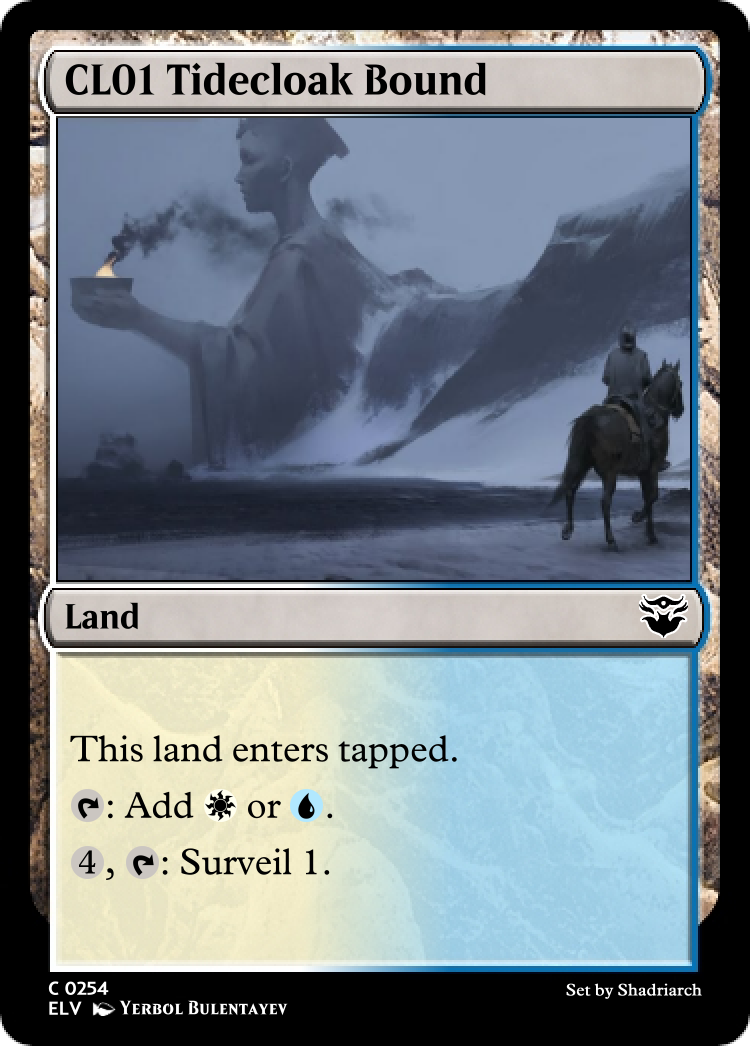 CL01 Tidecloak Bound
Land
This land enters tapped.
: Add or .
4, : Surveil 1.
C 0254
ELV Yerbol Bulentayev
Set by Shadriarch